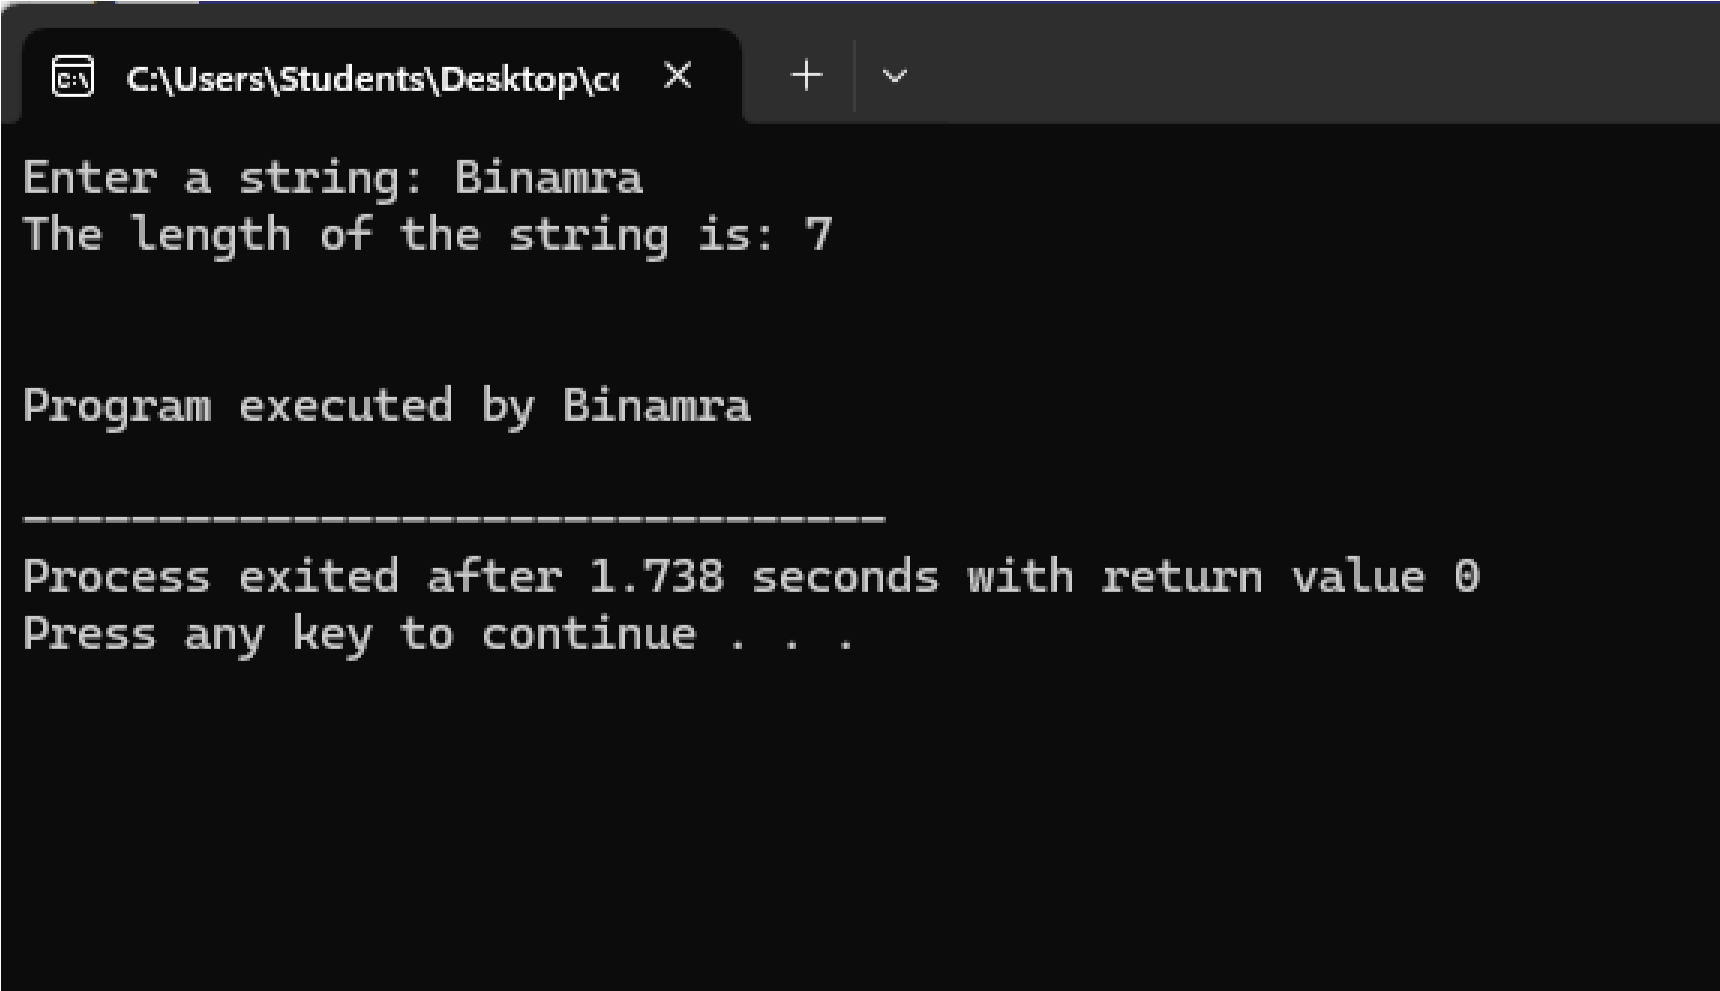 C:\Users\Students\Desktop\co
Enter a string: Binamra
The length of the string is: 7
Program executed by Binamra
--------------------------------
Process exited after 1.738 seconds with return value 0
Press any key to continue . . .